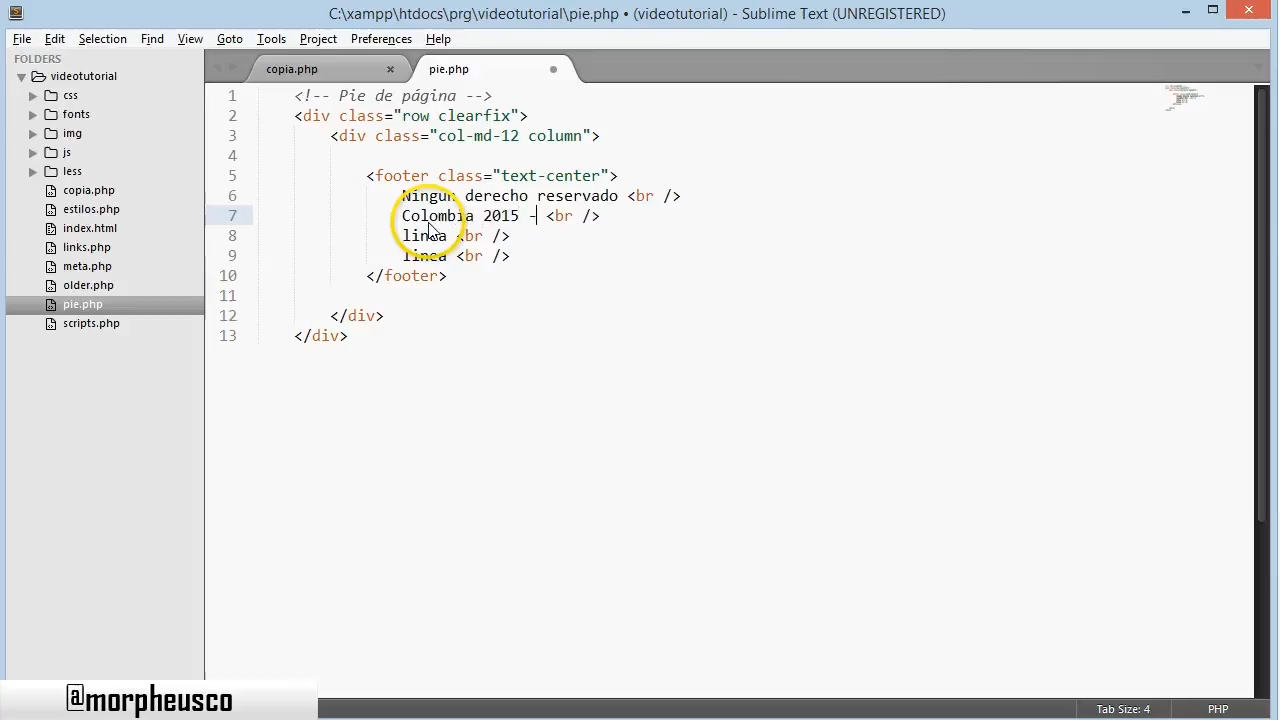 C:\xampp\htdocs\prg\videotutorial\pie.php • (videotutorial) - Sublime Text (UNREGISTERED)
File Edit Selection Find View Goto Tools Project Preferences Help
FOLDERS
videotutorial
css
fonts
img
js
less
copia.php
estilos.php
index.html
links.php
meta.php
older.php
pie.php
scripts.php
copia.php × pie.php
1 <!-- Pie de página -->
2 <div class="row clearfix">
3 <div class="col-md-12 column">
4
5 <footer class="text-center">
6 Ningun derecho reservado <br />
7 Colombia 2015 - <br />
8 linea <br />
9 linea <br />
10 </footer>
11
12 </div>
13 </div>
@morpheusco
Tab Size: 4 PHP